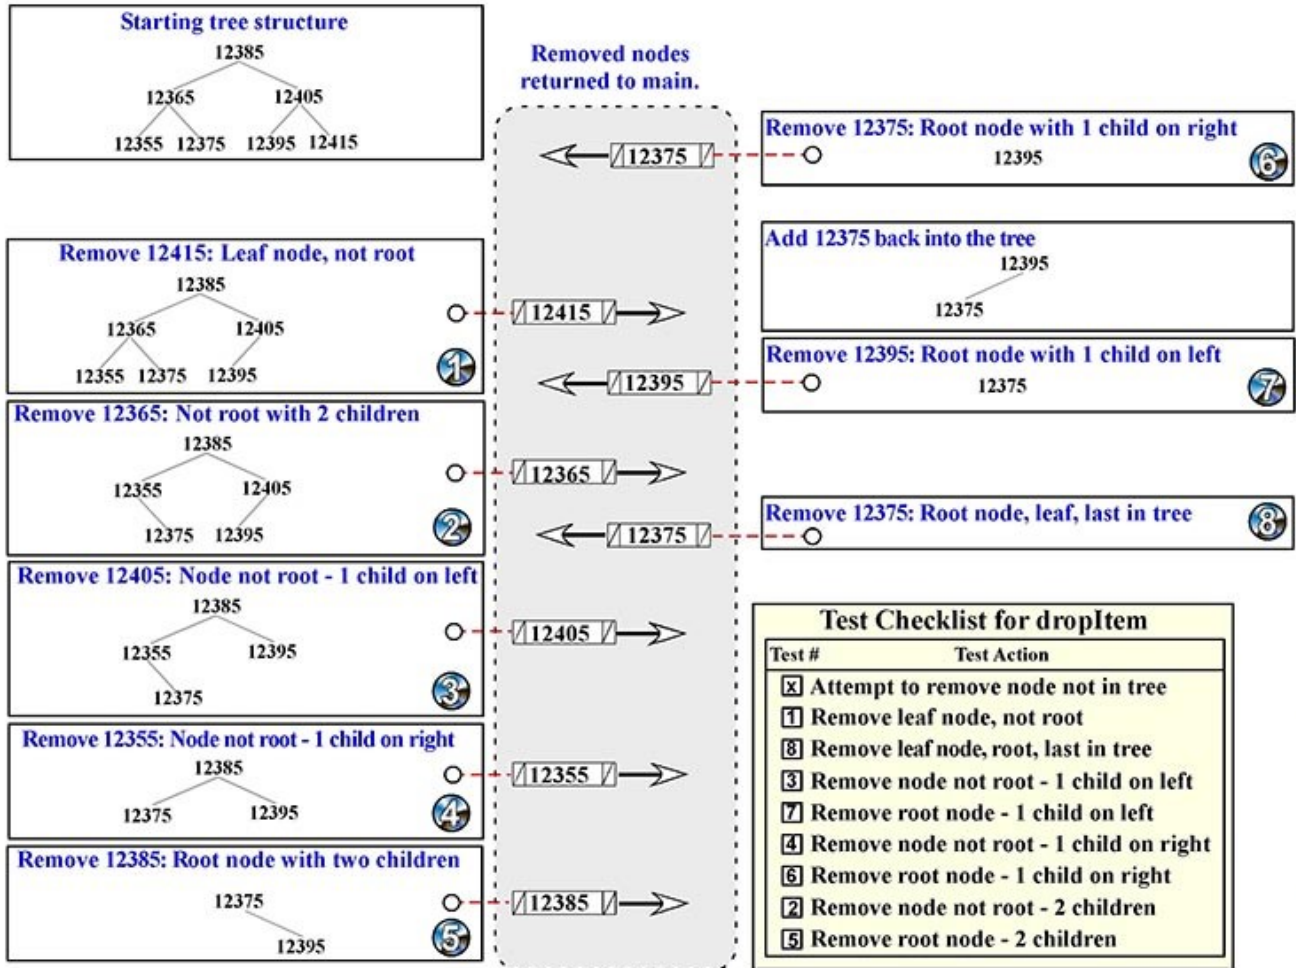 Starting tree structure
12385
12365 12405
12355 12375 12395 12415
Remove 12415: Leaf node, not root
12385
12365 12405
12355 12375 12395
1
Remove 12365: Not root with 2 children
12385
12355 12405
12375 12395
2
Remove 12405: Node not root - 1 child on left
12385
12355 12395
12375
3
Remove 12355: Node not root - 1 child on right
12385
12375 12395
4
Remove 12385: Root node with two children
12375
12395
5
Removed nodes
returned to main.
12375
12415
12395
12365
12375
12405
12355
12385
Remove 12375: Root node with 1 child on right
12395
6
Add 12375 back into the tree
12395
12375
Remove 12395: Root node with 1 child on left
12375
7
Remove 12375: Root node, leaf, last in tree
8
Test Checklist for dropItem
Test # Test Action
x Attempt to remove node not in tree
1 Remove leaf node, not root
8 Remove leaf node, root, last in tree
3 Remove node not root - 1 child on left
7 Remove root node - 1 child on left
4 Remove node not root - 1 child on right
6 Remove root node - 1 child on right
2 Remove node not root - 2 children
5 Remove root node - 2 children